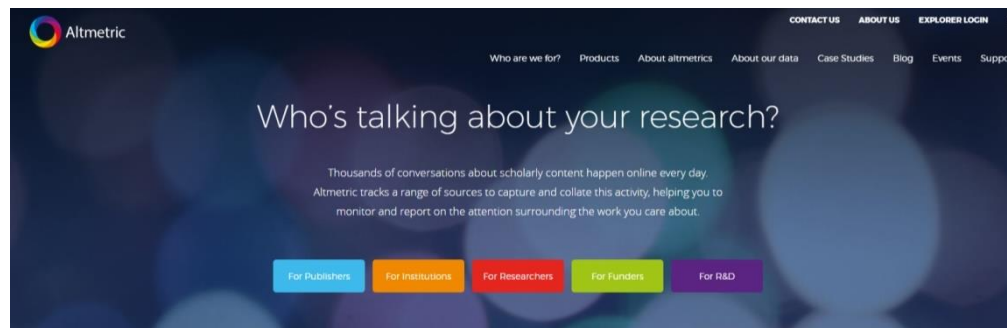 CONTACT US ABOUT US EXPLORER LOGIN
Altmetric
Who are we for? Products About altmetrics About our data Case Studies Blog Events Suppo
Who's talking about your research?
Thousands of conversations about scholarly content happen online every day.
Altmetric tracks a range of sources to capture and collate this activity, helping you to
monitor and report on the attention surrounding the work you care about.
For Publishers For Institutions For Researchers For Funders For R&D